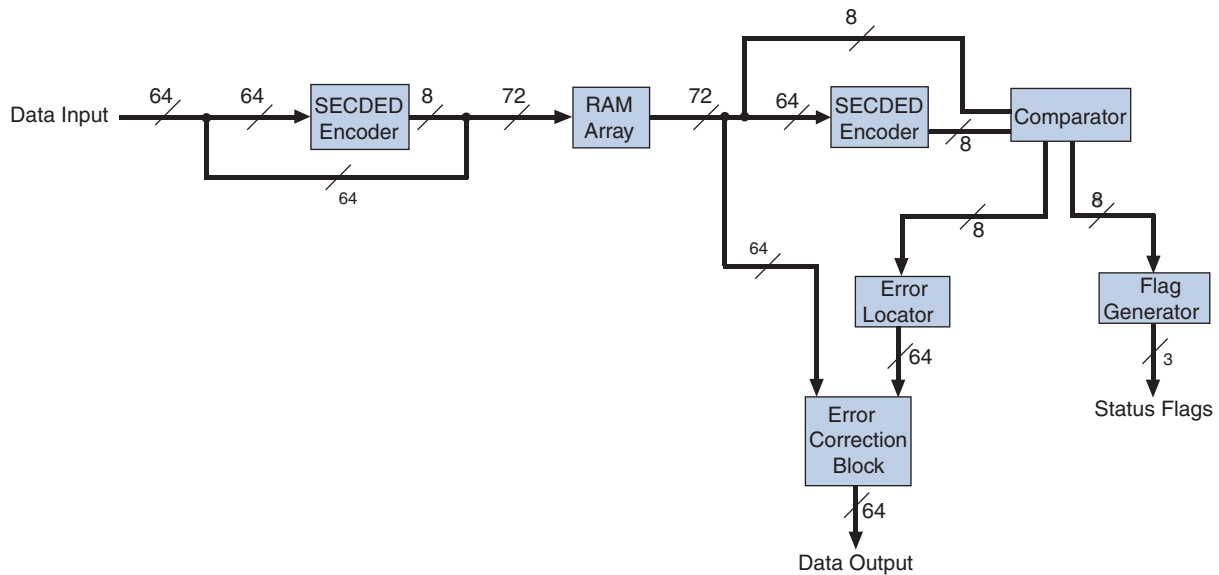 8
Data Input
64
64
SECDED
Encoder
8
72
RAM
Array
72
64
SECDED
Encoder
8
Comparator
64
64
8
8
Error
Locator
Flag
Generator
64
3
Status Flags
Error
Correction
Block
64
Data Output